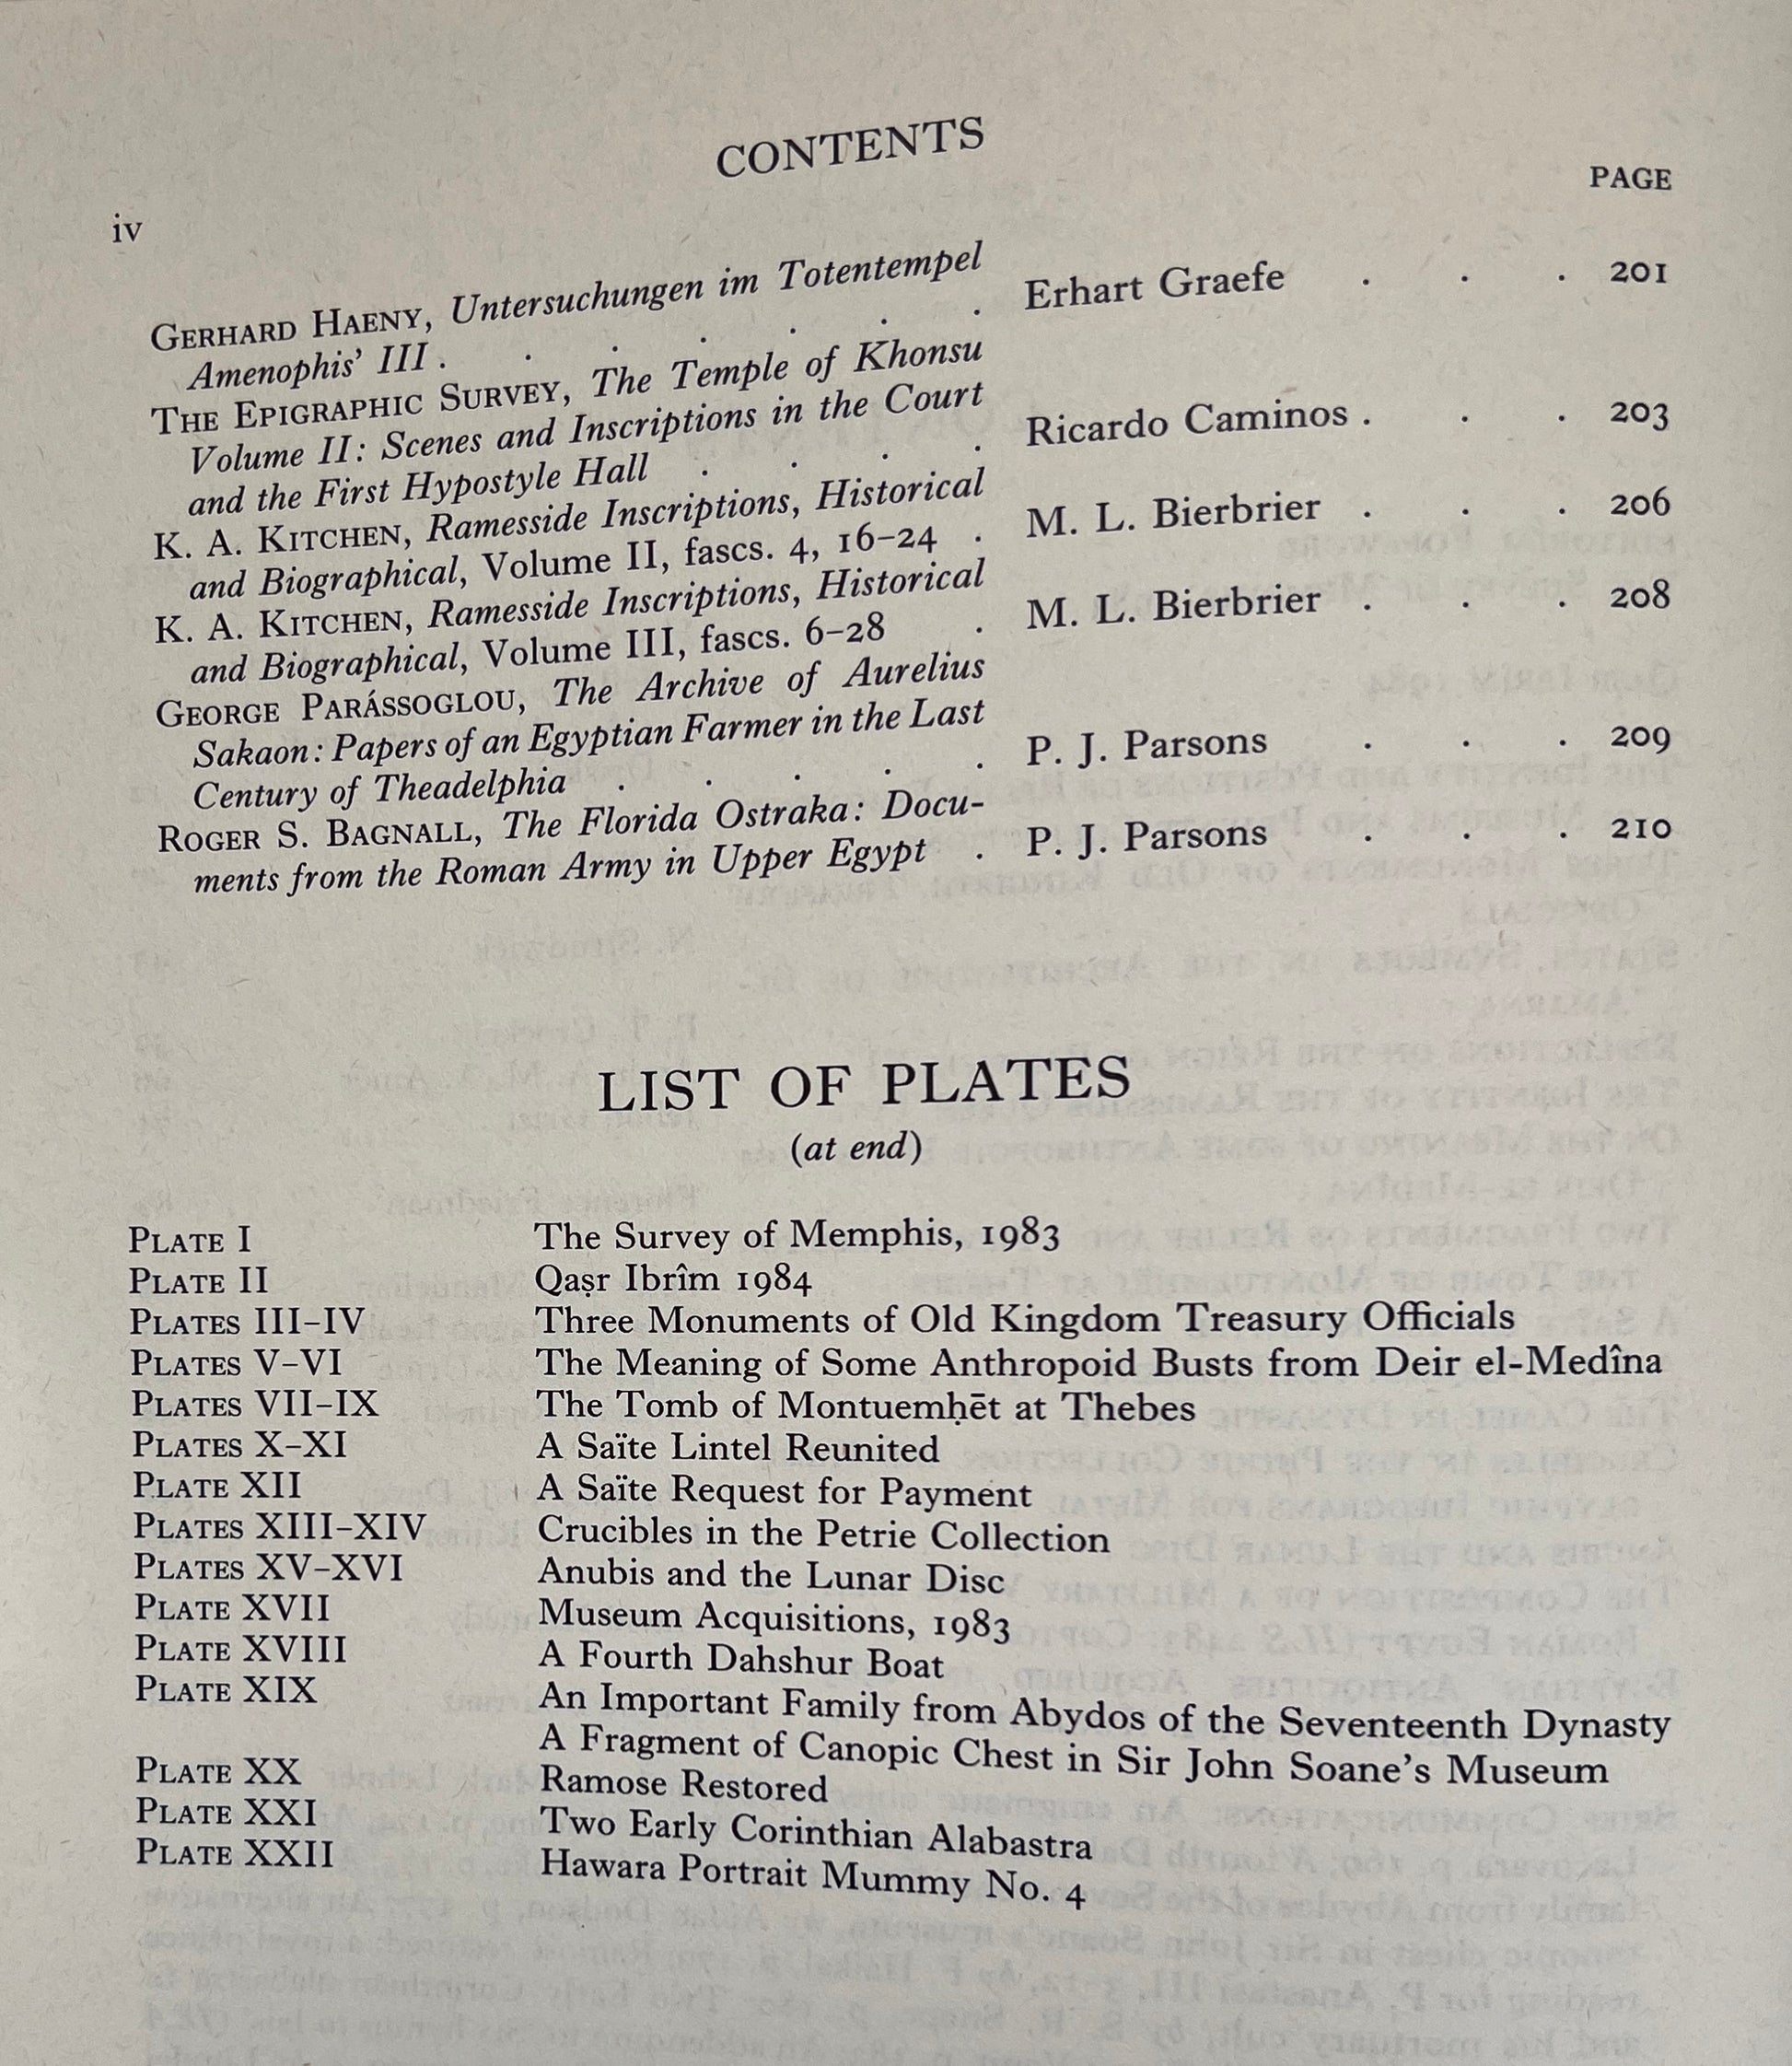 CONTENTS
PAGE
iv
GERHARD HAENY, Untersuchungen im Totentempel
Amenophis' III . . . . . . . Erhart Graefe . . . 201
THE EPIGRAPHIC SURVEY, The Temple of Khonsu
Volume II: Scenes and Inscriptions in the Court
and the First Hypostyle Hall . . . . Ricardo Caminos . . . 203
K. A. KITCHEN, Ramesside Inscriptions, Historical
and Biographical, Volume II, fascs. 4, 16–24 . M. L. Bierbrier . . . 206
K. A. KITCHEN, Ramesside Inscriptions, Historical
and Biographical, Volume III, fascs. 6–28 . M. L. Bierbrier . . . 208
GEORGE PARÁSSOGLOU, The Archive of Aurelius
Sakaon: Papers of an Egyptian Farmer in the Last
Century of Theadelphia . . . . . P. J. Parsons . . . 209
ROGER S. BAGNALL, The Florida Ostraka: Docu-
ments from the Roman Army in Upper Egypt . P. J. Parsons . . . 210
LIST OF PLATES
(at end)
PLATE I The Survey of Memphis, 1983
PLATE II Qaṣr Ibrîm 1984
PLATES III–IV Three Monuments of Old Kingdom Treasury Officials
PLATES V–VI The Meaning of Some Anthropoid Busts from Deir el-Medîna
PLATES VII–IX The Tomb of Montuemḥēt at Thebes
PLATES X–XI A Saïte Lintel Reunited
PLATE XII A Saïte Request for Payment
PLATES XIII–XIV Crucibles in the Petrie Collection
PLATES XV–XVI Anubis and the Lunar Disc
PLATE XVII Museum Acquisitions, 1983
PLATE XVIII A Fourth Dahshur Boat
PLATE XIX An Important Family from Abydos of the Seventeenth Dynasty
A Fragment of Canopic Chest in Sir John Soane's Museum
PLATE XX Ramose Restored
PLATE XXI Two Early Corinthian Alabastra
PLATE XXII Hawara Portrait Mummy No. 4